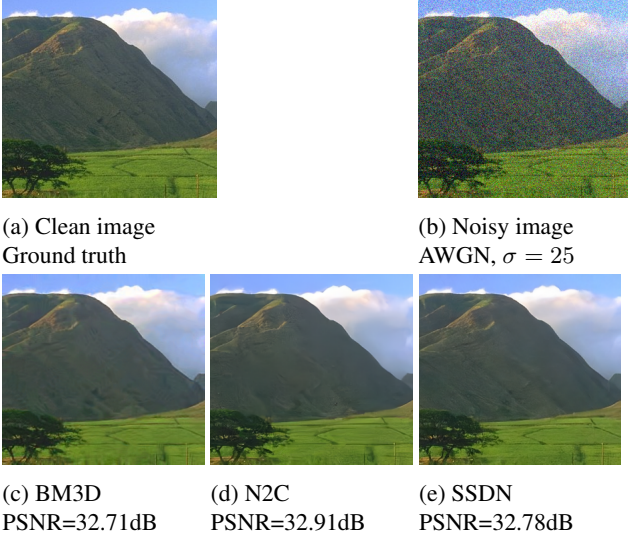 (a) Clean image
Ground truth
(b) Noisy image
AWGN, σ = 25
(c) BM3D
PSNR=32.71dB
(d) N2C
PSNR=32.91dB
(e) SSDN
PSNR=32.78dB